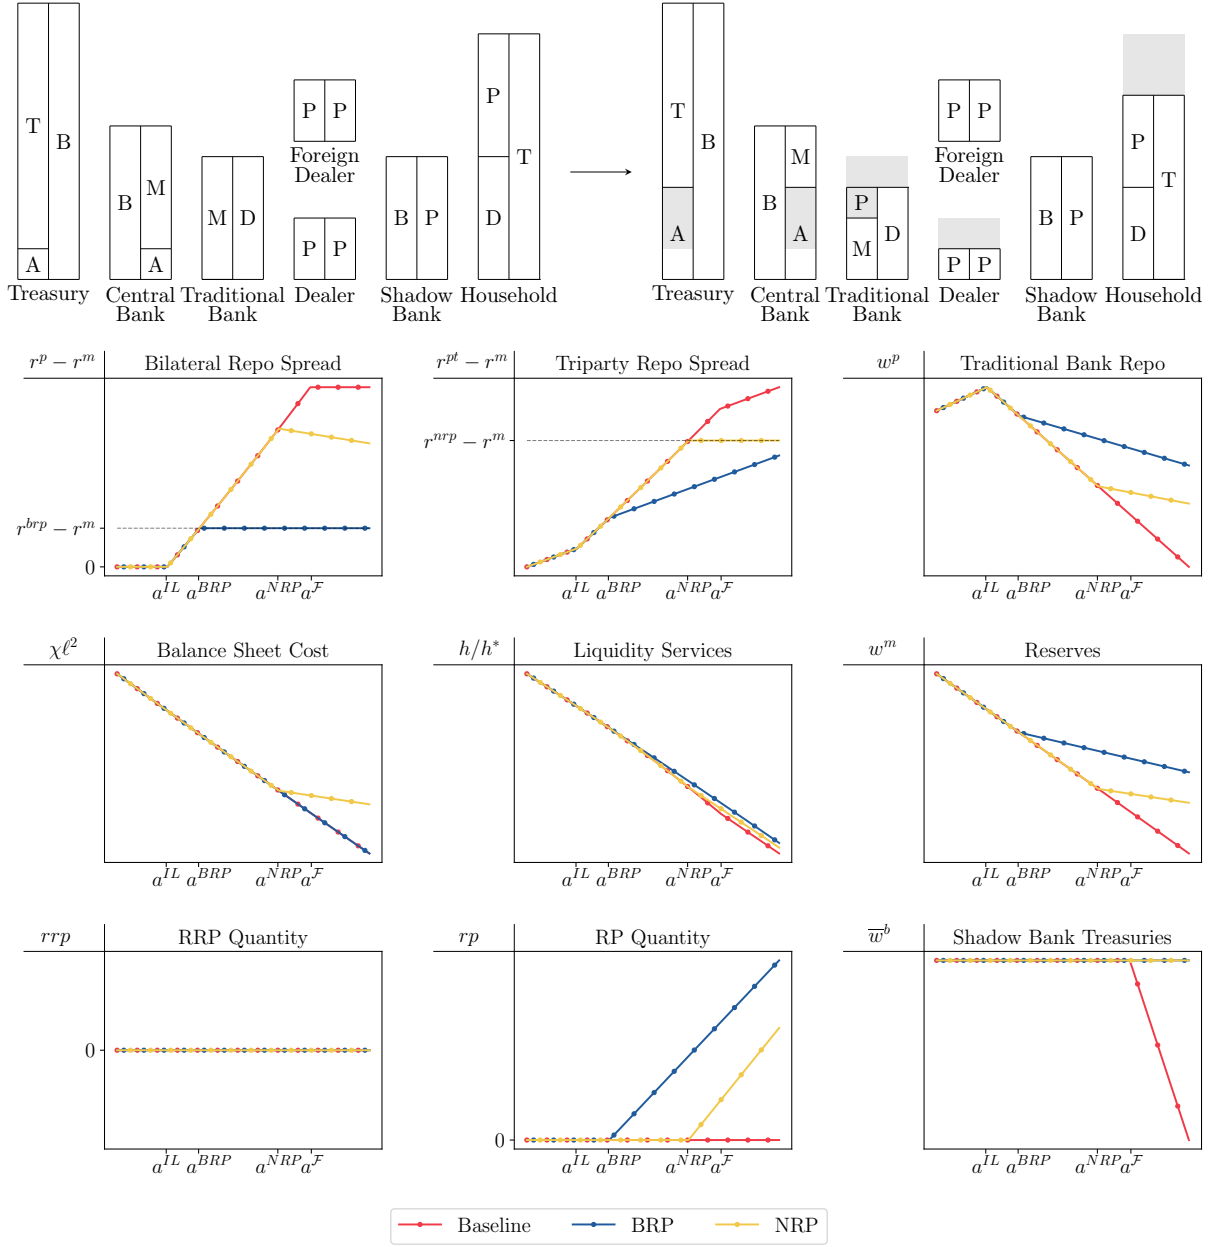 T
B
A
Treasury
B
M
A
Central
Bank
M
D
Traditional
Bank
P
P
Foreign
Dealer
P
P
Dealer
B
P
Shadow
Bank
P
T
D
Household
T
B
A
Treasury
M
B
A
Central
Bank
P
D
M
Traditional
Bank
P
P
Foreign
Dealer
P
P
Dealer
B
P
Shadow
Bank
P
T
D
Household
r^p − r^m
Bilateral Repo Spread
r^{brp} − r^m
0
a^{IL} a^{BRP} a^{NRP} a^ℱ
r^{pt} − r^m
Triparty Repo Spread
r^{nrp} − r^m
a^{IL} a^{BRP} a^{NRP} a^ℱ
w^p
Traditional Bank Repo
a^{IL} a^{BRP} a^{NRP} a^ℱ
χℓ^2
Balance Sheet Cost
a^{IL} a^{BRP} a^{NRP} a^ℱ
h/h^*
Liquidity Services
a^{IL} a^{BRP} a^{NRP} a^ℱ
w^m
Reserves
a^{IL} a^{BRP} a^{NRP} a^ℱ
rrp
RRP Quantity
0
a^{IL} a^{BRP} a^{NRP} a^ℱ
rp
RP Quantity
0
a^{IL} a^{BRP} a^{NRP} a^ℱ
w̅^b
Shadow Bank Treasuries
a^{IL} a^{BRP} a^{NRP} a^ℱ
Baseline BRP NRP